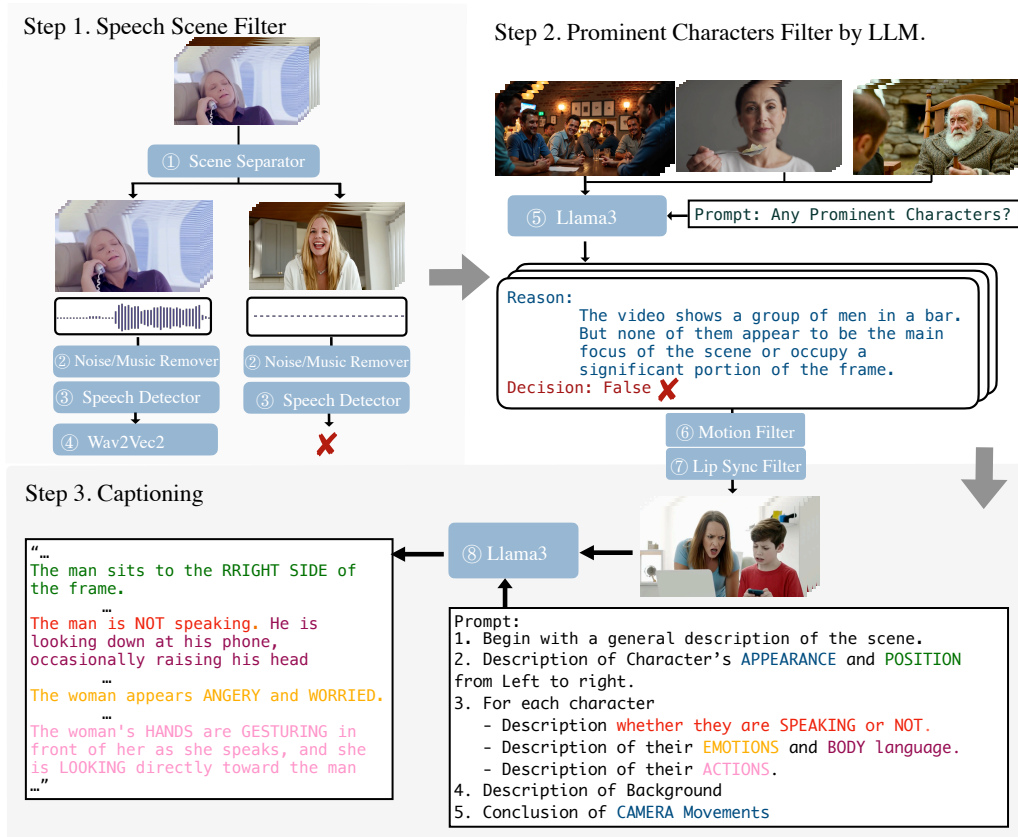 Step 1. Speech Scene Filter
① Scene Separator
② Noise/Music Remover
③ Speech Detector
④ Wav2Vec2
② Noise/Music Remover
③ Speech Detector
Step 2. Prominent Characters Filter by LLM.
⑤ Llama3
Prompt: Any Prominent Characters?
Reason:
The video shows a group of men in a bar.
But none of them appear to be the main
focus of the scene or occupy a
significant portion of the frame.
Decision: False
⑥ Motion Filter
⑦ Lip Sync Filter
Step 3. Captioning
⑧ Llama3
“…
The man sits to the RRIGHT SIDE of
the frame.
…
The man is NOT speaking. He is
looking down at his phone,
occasionally raising his head
…
The woman appears ANGERY and WORRIED.
…
The woman's HANDS are GESTURING in
front of her as she speaks, and she
is LOOKING directly toward the man
…”
Prompt:
1. Begin with a general description of the scene.
2. Description of Character’s APPEARANCE and POSITION
from Left to right.
3. For each character
- Description whether they are SPEAKING or NOT.
- Description of their EMOTIONS and BODY language.
- Description of their ACTIONS.
4. Description of Background
5. Conclusion of CAMERA Movements